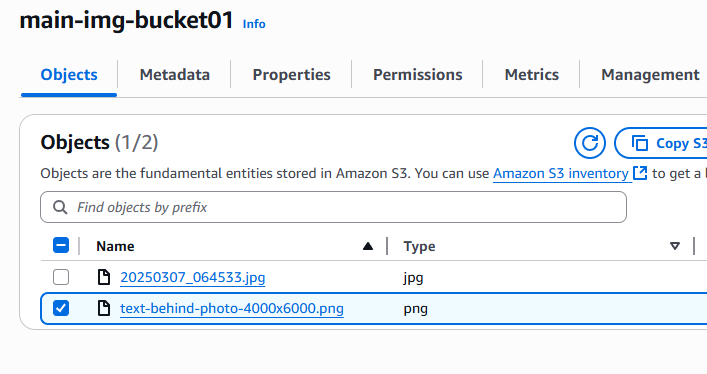 main-img-bucket01 Info
Objects Metadata Properties Permissions Metrics Management
Objects (1/2)
Copy S3
Objects are the fundamental entities stored in Amazon S3. You can use Amazon S3 inventory to get a l
Find objects by prefix
Name Type
20250307_064533.jpg jpg
text-behind-photo-4000x6000.png png